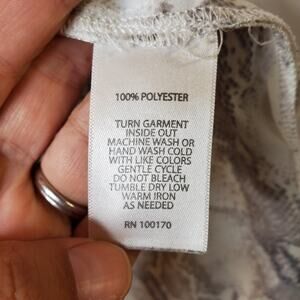 100% POLYESTER
TURN GARMENT
INSIDE OUT
MACHINE WASH OR
HAND WASH COLD
WITH LIKE COLORS
GENTLE CYCLE
DO NOT BLEACH
TUMBLE DRY LOW
WARM IRON
AS NEEDED
RN 100170